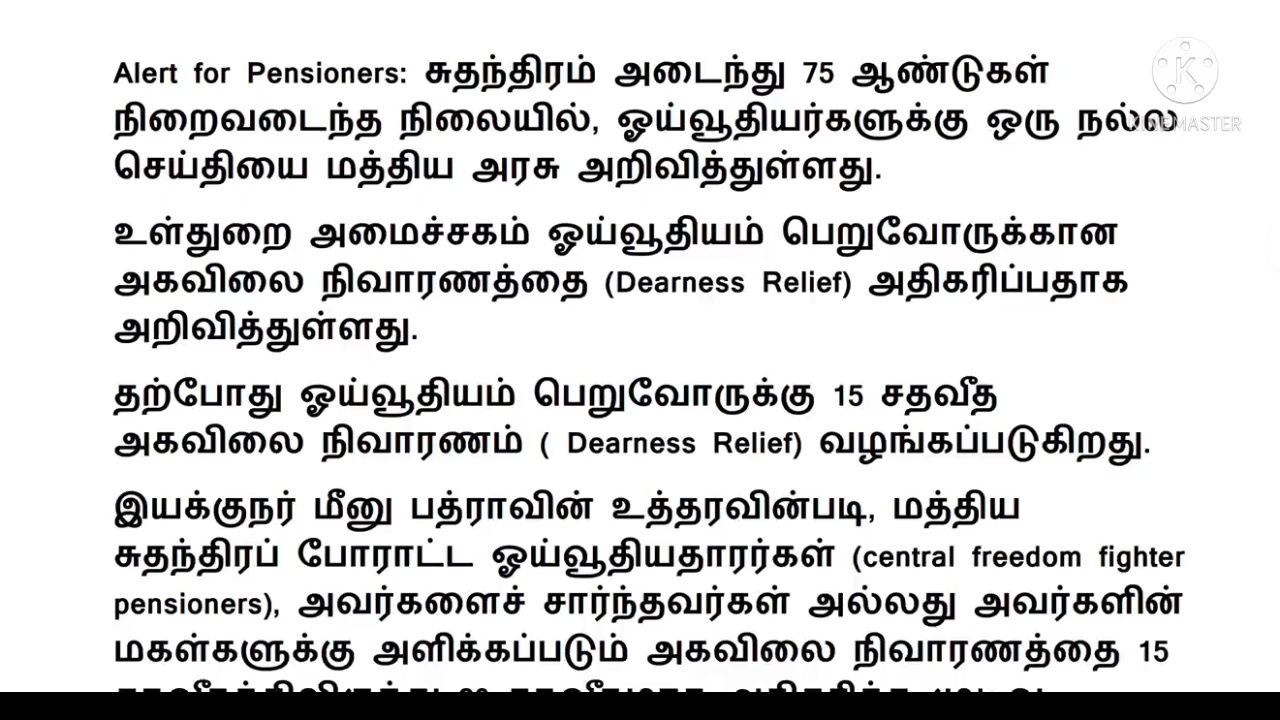 Alert for Pensioners: சுதந்திரம் அடைந்து 75 ஆண்டுகள்
நிறைவடைந்த நிலையில், ஓய்வூதியர்களுக்கு ஒரு நல்ல
KINEMASTER
செய்தியை மத்திய அரசு அறிவித்துள்ளது.
உள்துறை அமைச்சகம் ஓய்வூதியம் பெறுவோருக்கான
அகவிலை நிவாரணத்தை (Dearness Relief) அதிகரிப்பதாக
அறிவித்துள்ளது.
தற்போது ஓய்வூதியம் பெறுவோருக்கு 15 சதவீத
அகவிலை நிவாரணம் ( Dearness Relief) வழங்கப்படுகிறது.
இயக்குநர் மீனு பத்ராவின் உத்தரவின்படி, மத்திய
சுதந்திரப் போராட்ட ஓய்வூதியதாரர்கள் (central freedom fighter
pensioners), அவர்களைச் சார்ந்தவர்கள் அல்லது அவர்களின்
மகள்களுக்கு அளிக்கப்படும் அகவிலை நிவாரணத்தை 15